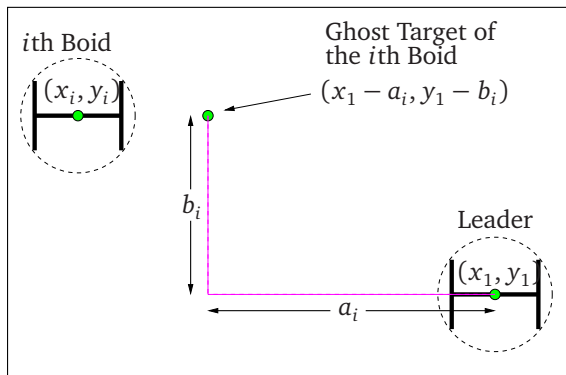 ith Boid
(x_i, y_i)
Ghost Target of
the ith Boid
(x_1 − a_i, y_1 − b_i)
b_i
Leader
(x_1, y_1)
a_i